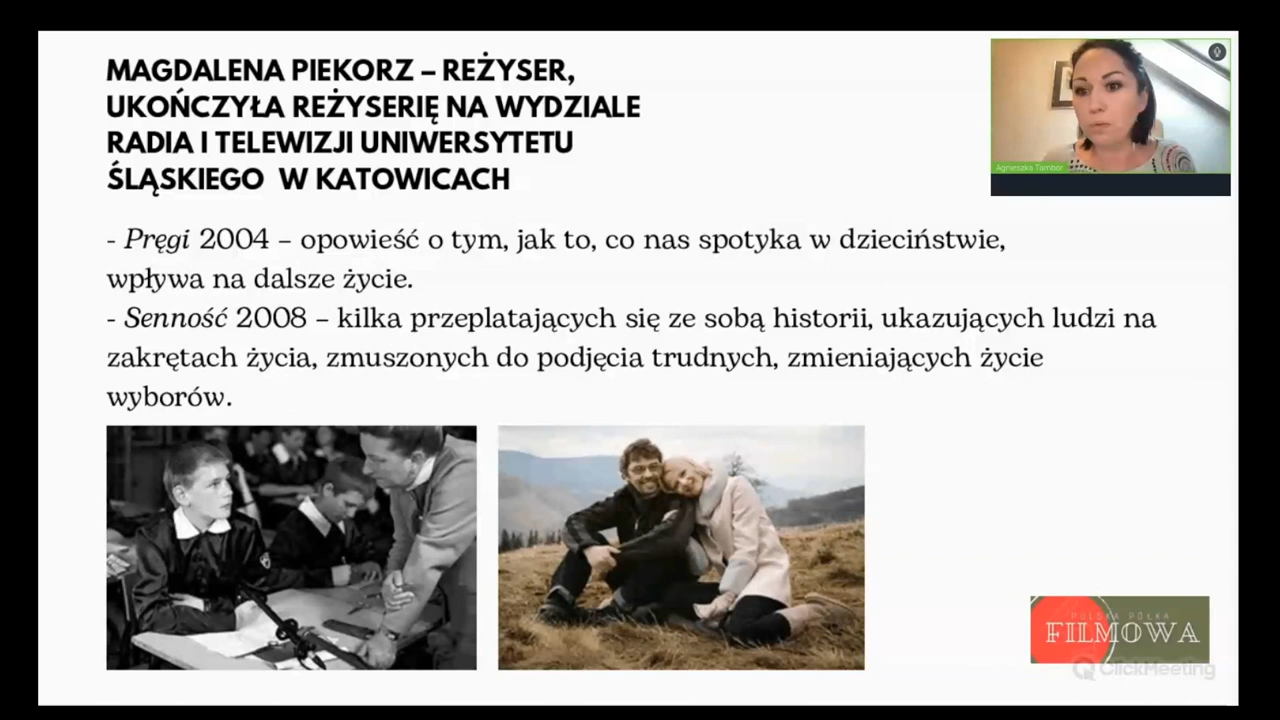 MAGDALENA PIEKORZ – REŻYSER,
UKOŃCZYŁA REŻYSERIĘ NA WYDZIALE
RADIA I TELEWIZJI UNIWERSYTETU
ŚLĄSKIEGO W KATOWICACH
Agnieszka Tambor
- Pręgi 2004 – opowieść o tym, jak to, co nas spotyka w dzieciństwie,
wpływa na dalsze życie.
- Senność 2008 – kilka przeplatających się ze sobą historii, ukazujących ludzi na
zakrętach życia, zmuszonych do podjęcia trudnych, zmieniających życie
wyborów.
POLSKA PÓŁKA
FILMOWA
ClickMeeting